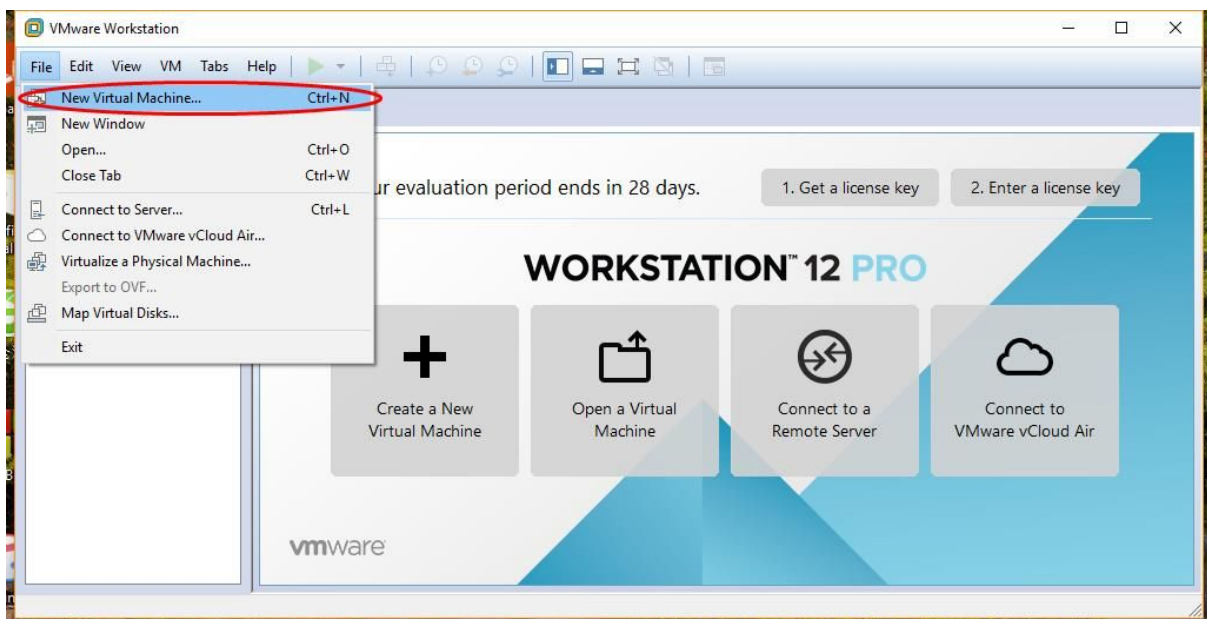 VMware Workstation
File Edit View VM Tabs Help
New Virtual Machine... Ctrl+N
New Window
Open... Ctrl+O
Close Tab Ctrl+W
Connect to Server... Ctrl+L
Connect to VMware vCloud Air...
Virtualize a Physical Machine...
Export to OVF...
Map Virtual Disks...
Exit
evaluation period ends in 28 days.
1. Get a license key
2. Enter a license key
WORKSTATION™ 12 PRO
Create a New
Virtual Machine
Open a Virtual
Machine
Connect to a
Remote Server
Connect to
VMware vCloud Air
vmware